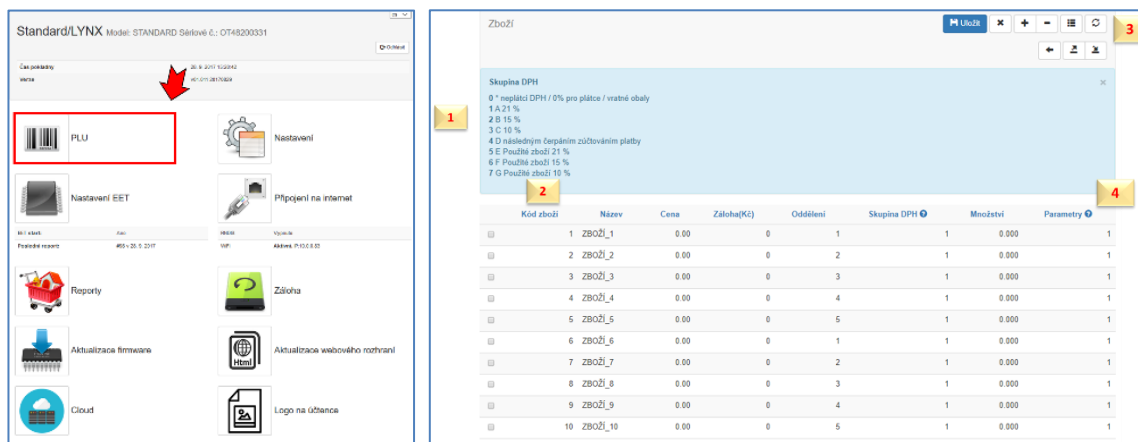 Standard/LYNX Model: STANDARD Sériové č.: OT48200331
Odhlásit
Čas pokladny
Verze
PLU
Nastavení
Nastavení EET
Připojení na internet
Poslední report:
WiFi
Reporty
Záloha
Aktualizace firmware
Html
Aktualizace webového rozhraní
Cloud
Logo na účtence
Zboží
Uložit
3
1
Skupina DPH
0 * neplátci DPH / 0% pro plátce / vratné obaly
1 A 21 %
2 B 15 %
3 C 10 %
4 D následným čerpáním zúčtováním platby
5 E Použité zboží 21 %
6 F Použité zboží 15 %
7 G Použité zboží 10 %
2
4
Kód zboží Název Cena Záloha(Kč) Oddělení Skupina DPH Množství Parametry
1 ZBOŽÍ_1 0.00 0 1 1 0.000 1
2 ZBOŽÍ_2 0.00 0 2 1 0.000 1
3 ZBOŽÍ_3 0.00 0 3 1 0.000 1
4 ZBOŽÍ_4 0.00 0 4 1 0.000 1
5 ZBOŽÍ_5 0.00 0 5 1 0.000 1
6 ZBOŽÍ_6 0.00 0 1 1 0.000 1
7 ZBOŽÍ_7 0.00 0 2 1 0.000 1
8 ZBOŽÍ_8 0.00 0 3 1 0.000 1
9 ZBOŽÍ_9 0.00 0 4 1 0.000 1
10 ZBOŽÍ_10 0.00 0 5 1 0.000 1